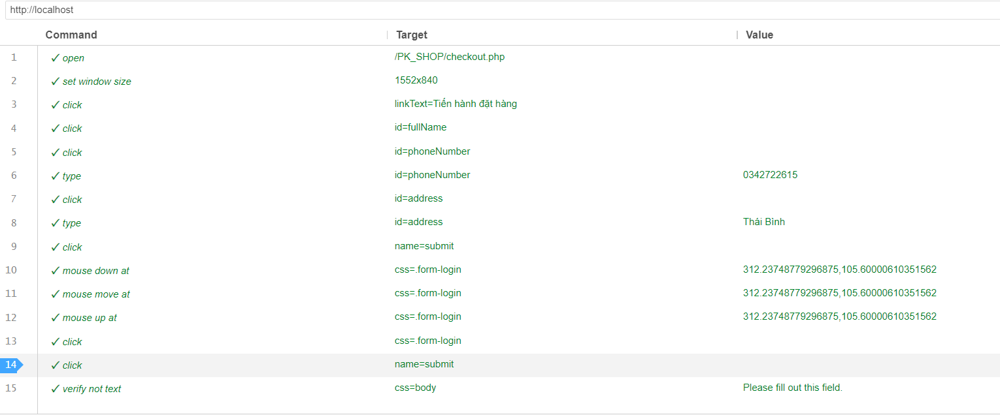 http://localhost
Command Target Value
1 ✓ open /PK_SHOP/checkout.php
2 ✓ set window size 1552x840
3 ✓ click linkText=Tiến hành đặt hàng
4 ✓ click id=fullName
5 ✓ click id=phoneNumber
6 ✓ type id=phoneNumber 0342722615
7 ✓ click id=address
8 ✓ type id=address Thái Bình
9 ✓ click name=submit
10 ✓ mouse down at css=.form-login 312.23748779296875,105.60000610351562
11 ✓ mouse move at css=.form-login 312.23748779296875,105.60000610351562
12 ✓ mouse up at css=.form-login 312.23748779296875,105.60000610351562
13 ✓ click css=.form-login
14 ✓ click name=submit
15 ✓ verify not text css=body Please fill out this field.